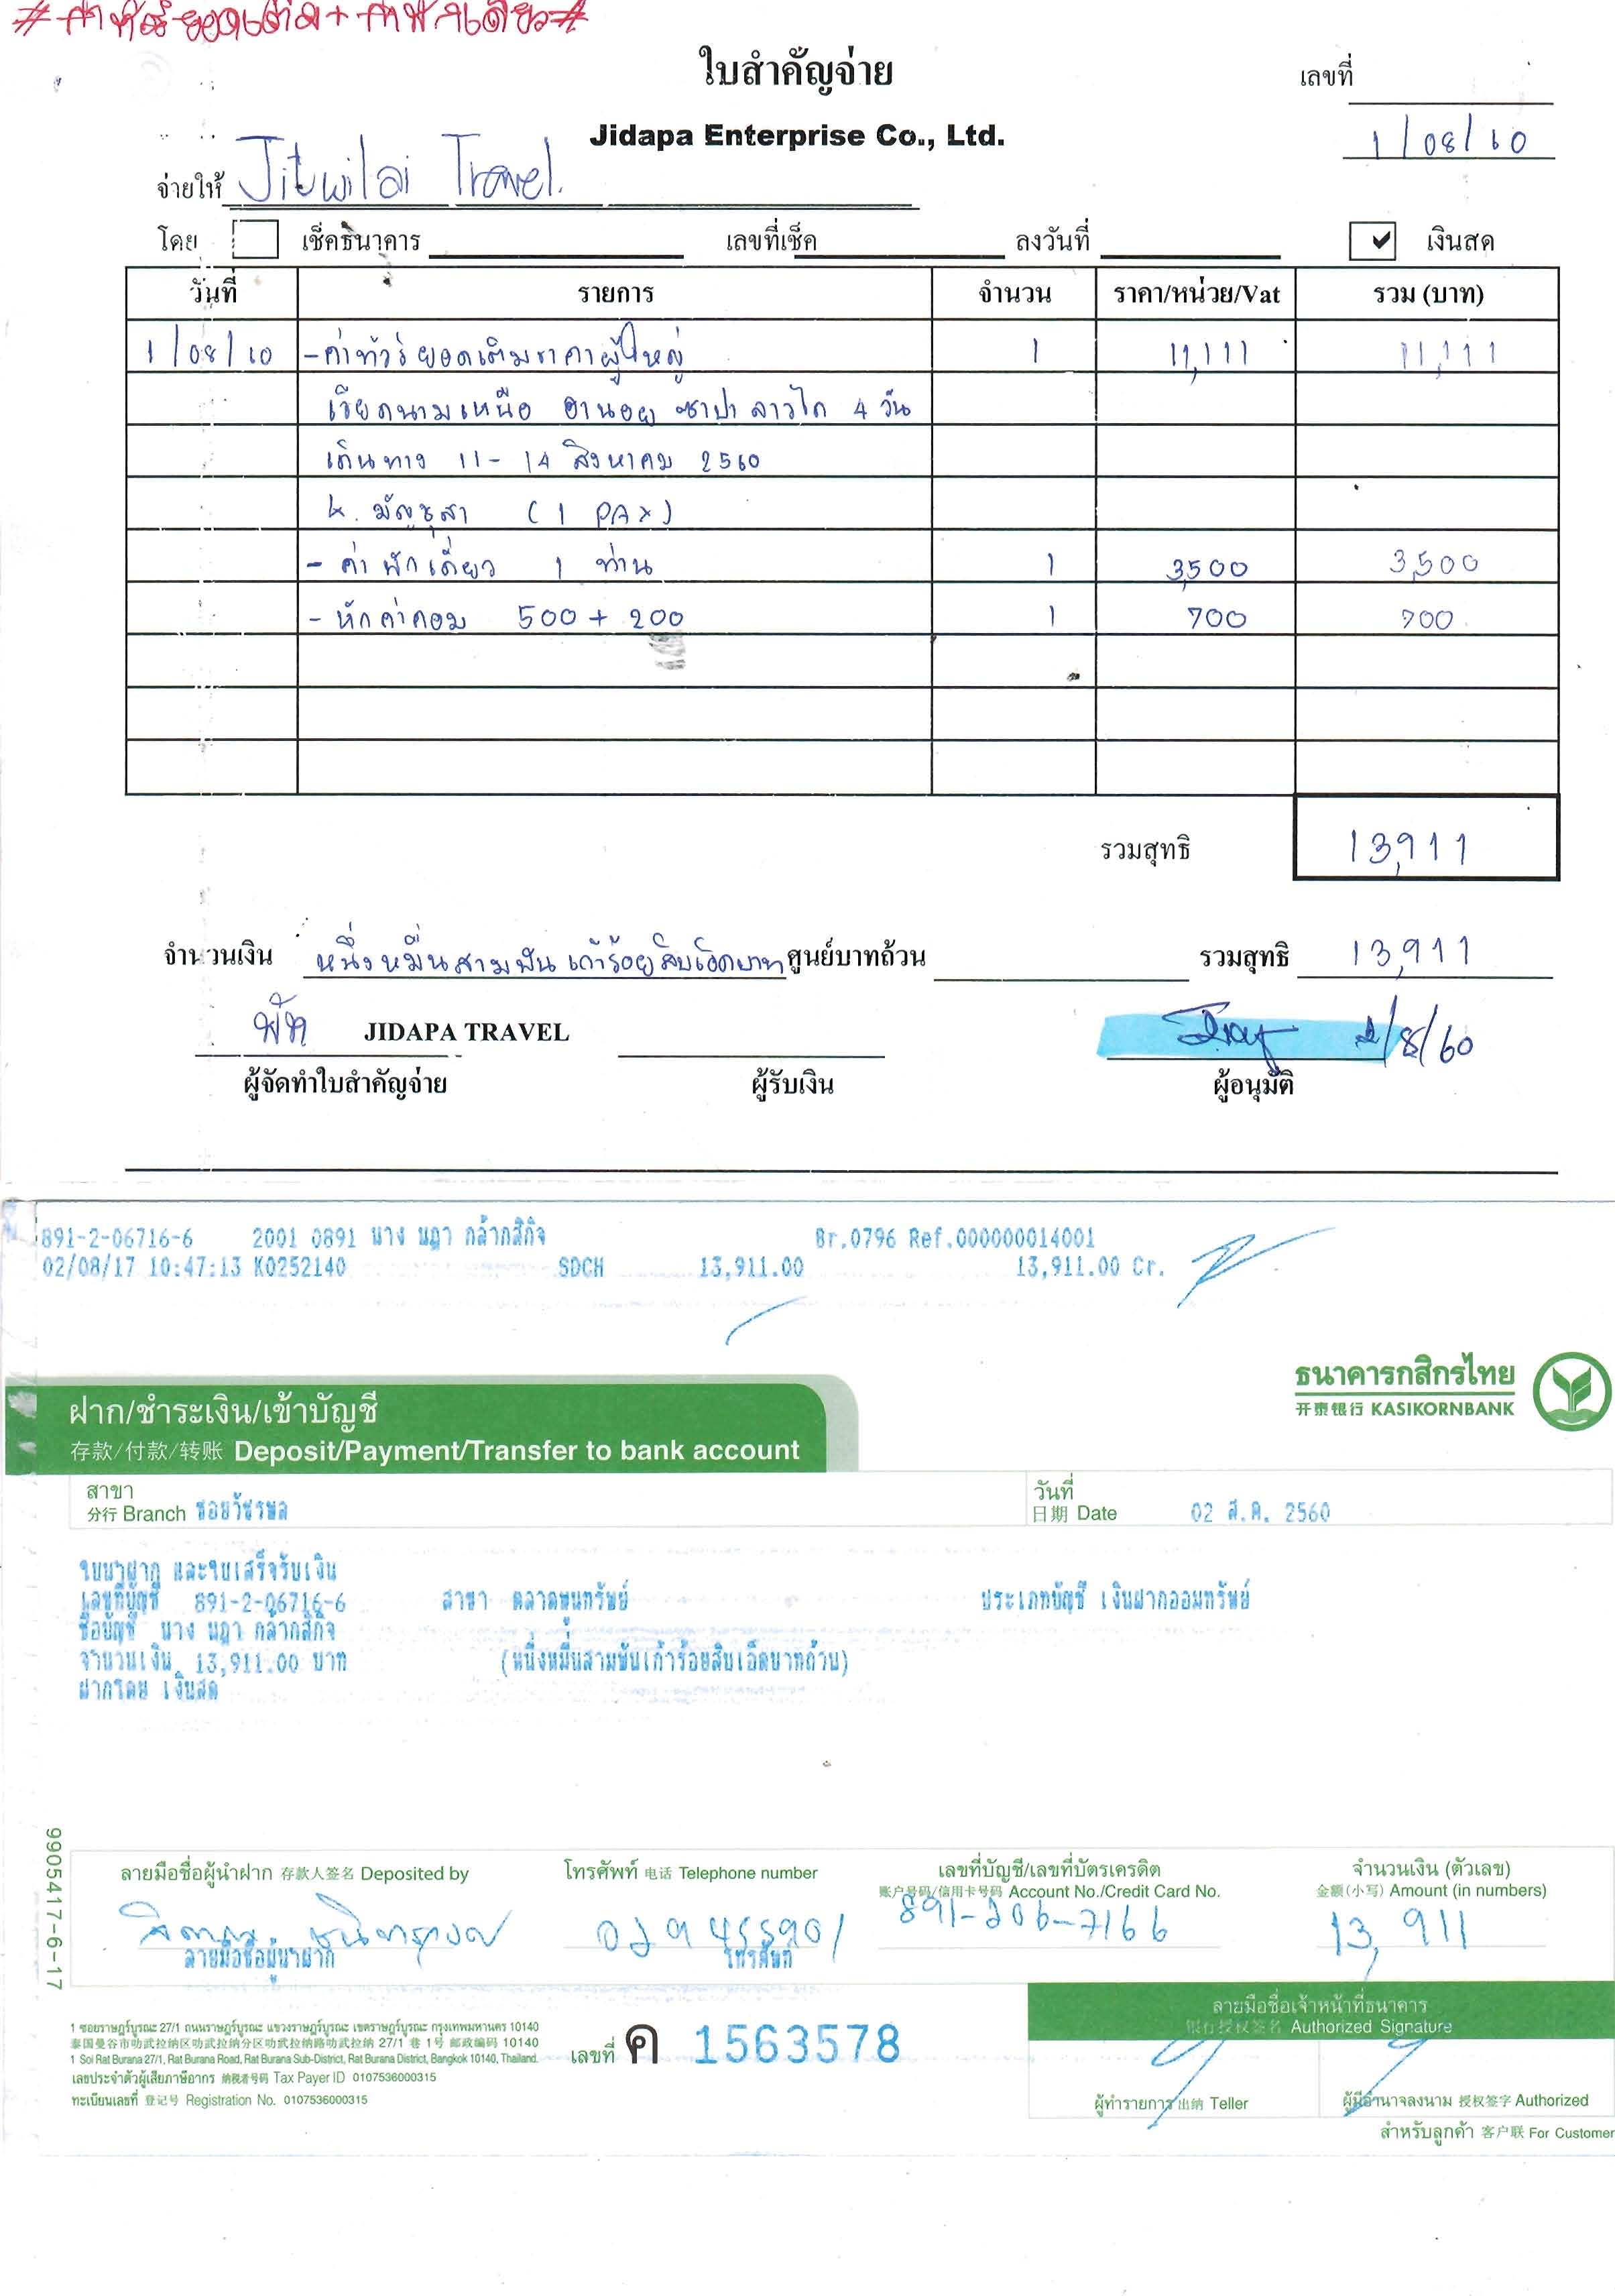 # ค่าทัวร์ยอดเต็ม + ค่าพักเดี่ยว #
ใบสำคัญจ่าย
เลขที่
Jidapa Enterprise Co., Ltd.
1/08/60
จ่ายให้ Jitwilai Travel.
โดย เช็คธนาคาร เลขที่เช็ค ลงวันที่ ✔ เงินสด
วันที่ รายการ จำนวน ราคา/หน่วย/Vat รวม (บาท)
1/08/60 - ค่าทัวร์ยอดเต็มราคาผู้ใหญ่ 1 11,111 11,111
เวียดนามเหนือ ฮานอย ซาปา ลาวไก 4 วัน
เดินทาง 11 - 14 สิงหาคม 2560
K. มัญชุสา (1 PAX)
- ค่าพักเดี่ยว 1 ท่าน 1 3,500 3,500
- หักค่าคอม 500 + 200 1 700 700
รวมสุทธิ 13,911
จำนวนเงิน หนึ่งหมื่นสามพันเก้าร้อยสิบเอ็ดบาท ศูนย์บาทถ้วน รวมสุทธิ 13,911
พัท JIDAPA TRAVEL 2/8/60
ผู้จัดทำใบสำคัญจ่าย ผู้รับเงิน ผู้อนุมัติ
891-2-06716-6 2001 0891 นาง นฎา กล้ากสิกิจ Br.0796 Ref.000000014001
02/08/17 10:47:13 K0252140 SDCH 13,911.00 13,911.00 Cr.
ธนาคารกสิกรไทย
开泰银行 KASIKORNBANK
ฝาก/ชำระเงิน/เข้าบัญชี
存款/付款/转账 Deposit/Payment/Transfer to bank account
สาขา วันที่
分行 Branch ซอยวัชรพล 日期 Date 02 ส.ค. 2560
ใบนำฝาก และใบเสร็จรับเงิน
เลขที่บัญชี 891-2-06716-6 สาขา ตลาดพูนทรัพย์ ประเภทบัญชี เงินฝากออมทรัพย์
ชื่อบัญชี นาง นฎา กล้ากสิกิจ
จำนวนเงิน 13,911.00 บาท (หนึ่งหมื่นสามพันเก้าร้อยสิบเอ็ดบาทถ้วน)
ฝากโดย เงินสด
9905417-6-17
ลายมือชื่อผู้นำฝาก 存款人签名 Deposited by โทรศัพท์ 电话 Telephone number เลขที่บัญชี/เลขที่บัตรเครดิต จำนวนเงิน (ตัวเลข)
账户号码/信用卡号码 Account No./Credit Card No. 金额(小写) Amount (in numbers)
029455901 891-206-7166 13,911
ลายมือชื่อผู้นำฝาก โทรศัพท์
ลายมือชื่อเจ้าหน้าที่ธนาคาร
银行授权签名 Authorized Signature
1 ซอยราษฎร์บูรณะ 27/1 ถนนราษฎร์บูรณะ แขวงราษฎร์บูรณะ เขตราษฎร์บูรณะ กรุงเทพมหานคร 10140
泰国曼谷市叻武拉纳区叻武拉纳分区叻武拉纳路叻武拉纳 27/1 巷 1号 邮政编码 10140
1 Soi Rat Burana 27/1, Rat Burana Road, Rat Burana Sub-District, Rat Burana District, Bangkok 10140, Thailand.
เลขที่ ค 1563578
เลขประจำตัวผู้เสียภาษีอากร 纳税者号码 Tax Payer ID 0107536000315
ทะเบียนเลขที่ 登记号 Registration No. 0107536000315
ผู้ทำรายการ 出纳 Teller ผู้มีอำนาจลงนาม 授权签字 Authorized
สำหรับลูกค้า 客户联 For Customer